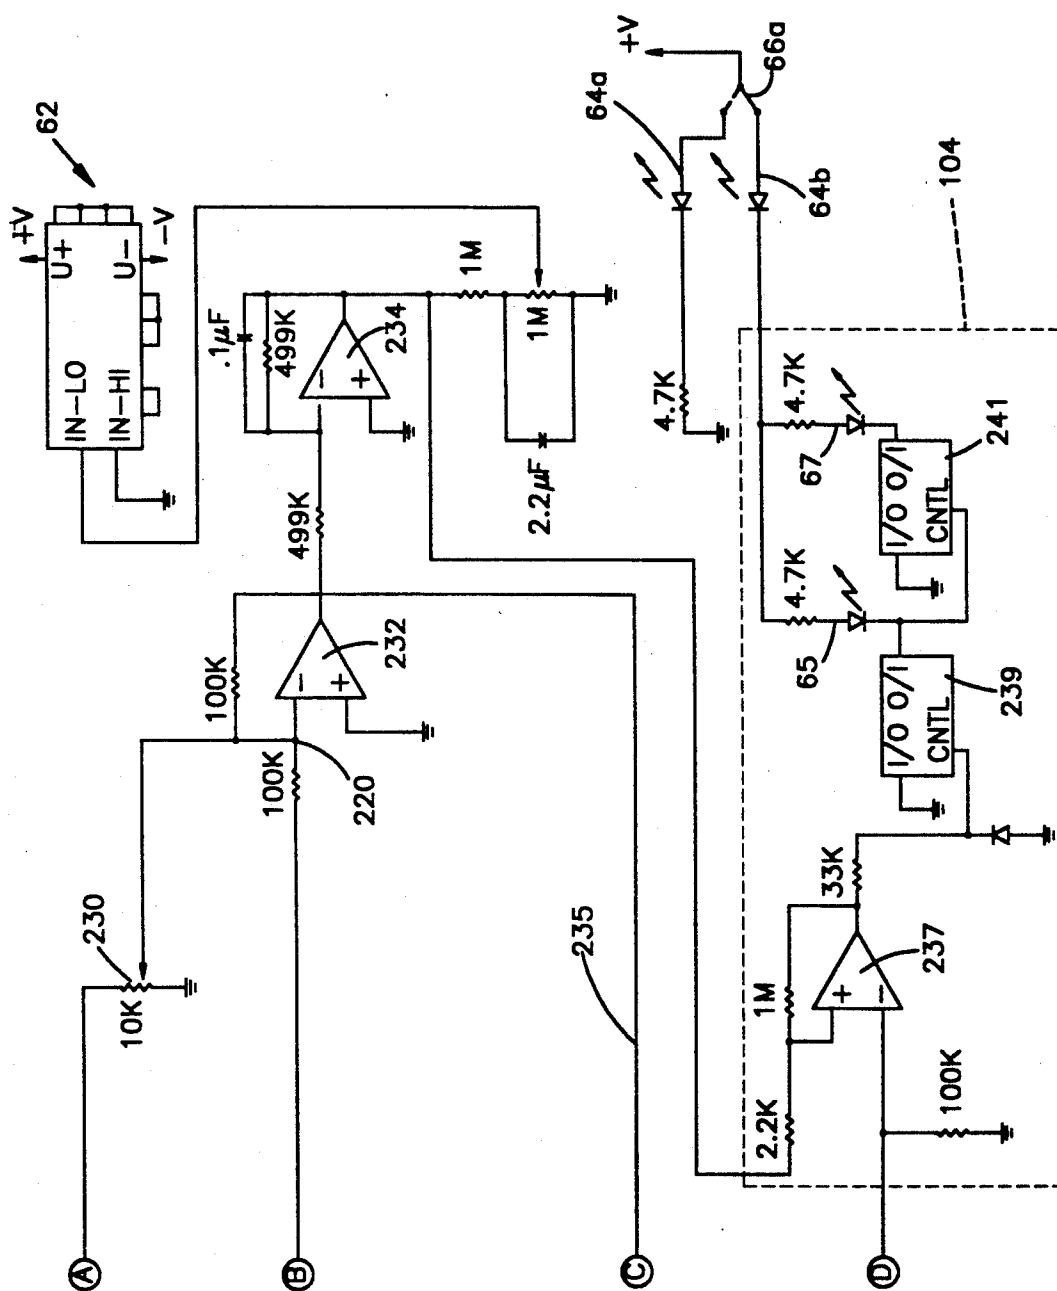 62
+V
U+
U−
−V
IN−LO
IN−HI
.1μF
499K
234
1M
1M
2.2μF
499K
230
10K
100K
100K
220
232
235
+V
64a
66a
64b
104
4.7K
4.7K
67
I/O O/I
CNTL
241
4.7K
65
I/O O/I
CNTL
239
33K
1M
+
−
237
2.2K
100K
−
+
−
+
A
B
C
D